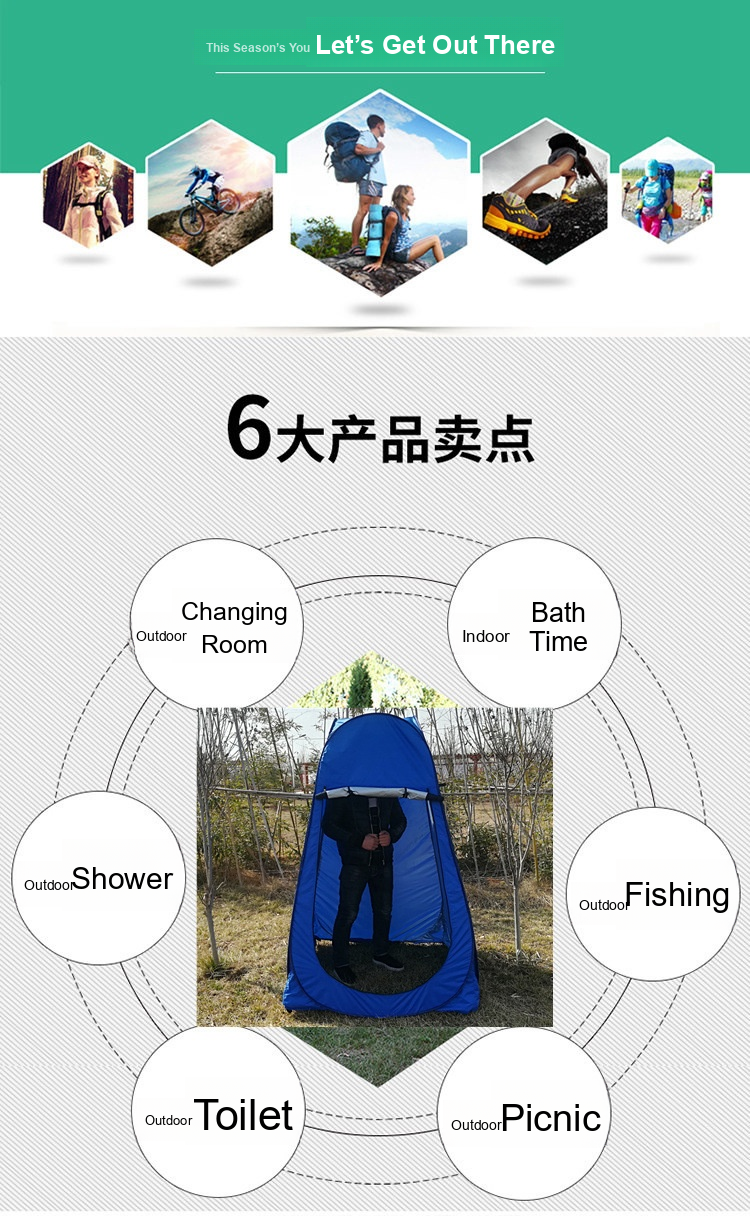 This Season's You Let's Get Out There
6大产品卖点
Changing
Outdoor Room
Bath
Indoor Time
Outdoor Shower
Outdoor Fishing
Outdoor Toilet
Outdoor Picnic